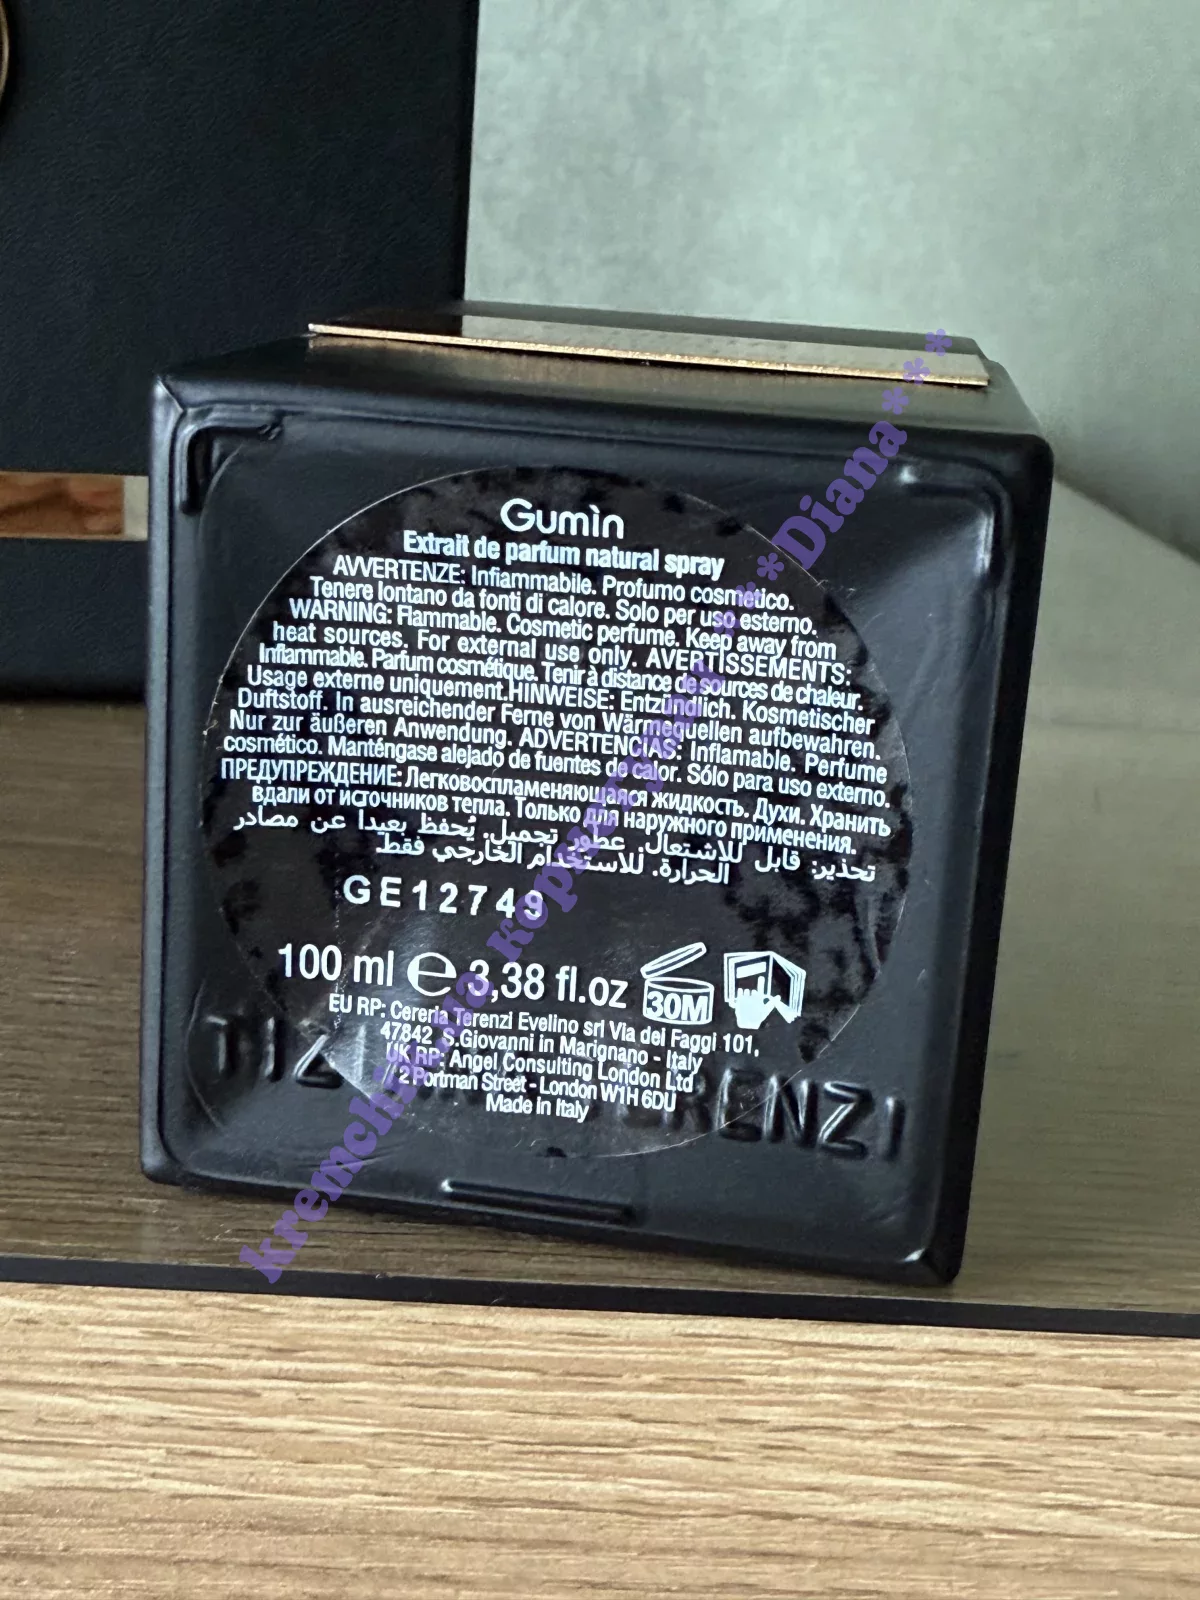 Gumìn
Extrait de parfum natural spray
AVVERTENZE: Infiammabile. Profumo cosmetico.
Tenere lontano da fonti di calore. Solo per uso esterno.
WARNING: Flammable. Cosmetic perfume. Keep away from
heat sources. For external use only. AVERTISSEMENTS:
Inflammable. Parfum cosmétique. Tenir à distance de sources de chaleur.
Usage externe uniquement.HINWEISE: Entzündlich. Kosmetischer
Duftstoff. In ausreichender Ferne von Wärmequellen aufbewahren.
Nur zur äußeren Anwendung. ADVERTENCIAS: Inflamable. Perfume
cosmético. Manténgase alejado de fuentes de calor. Sólo para uso externo.
ПРЕДУПРЕЖДЕНИЕ: Легковоспламеняющаяся жидкость. Духи. Хранить
вдали от источников тепла. Только для наружного применения.
تحذير: قابل للاشتعال. عطور تجميل. يُحفظ بعيدا عن مصادر
الحرارة. للاستخدام الخارجي فقط.
GE12749
100 ml e 3,38 fl.oz 30M
EU RP: Cereria Terenzi Evelino srl Via dei Faggi 101,
47842 S.Giovanni in Marignano - Italy
UK RP: Angel Consulting London Ltd
/2 Portman Street - London W1H 6DU
Made in Italy
TIZI TERENZI
***Diana***